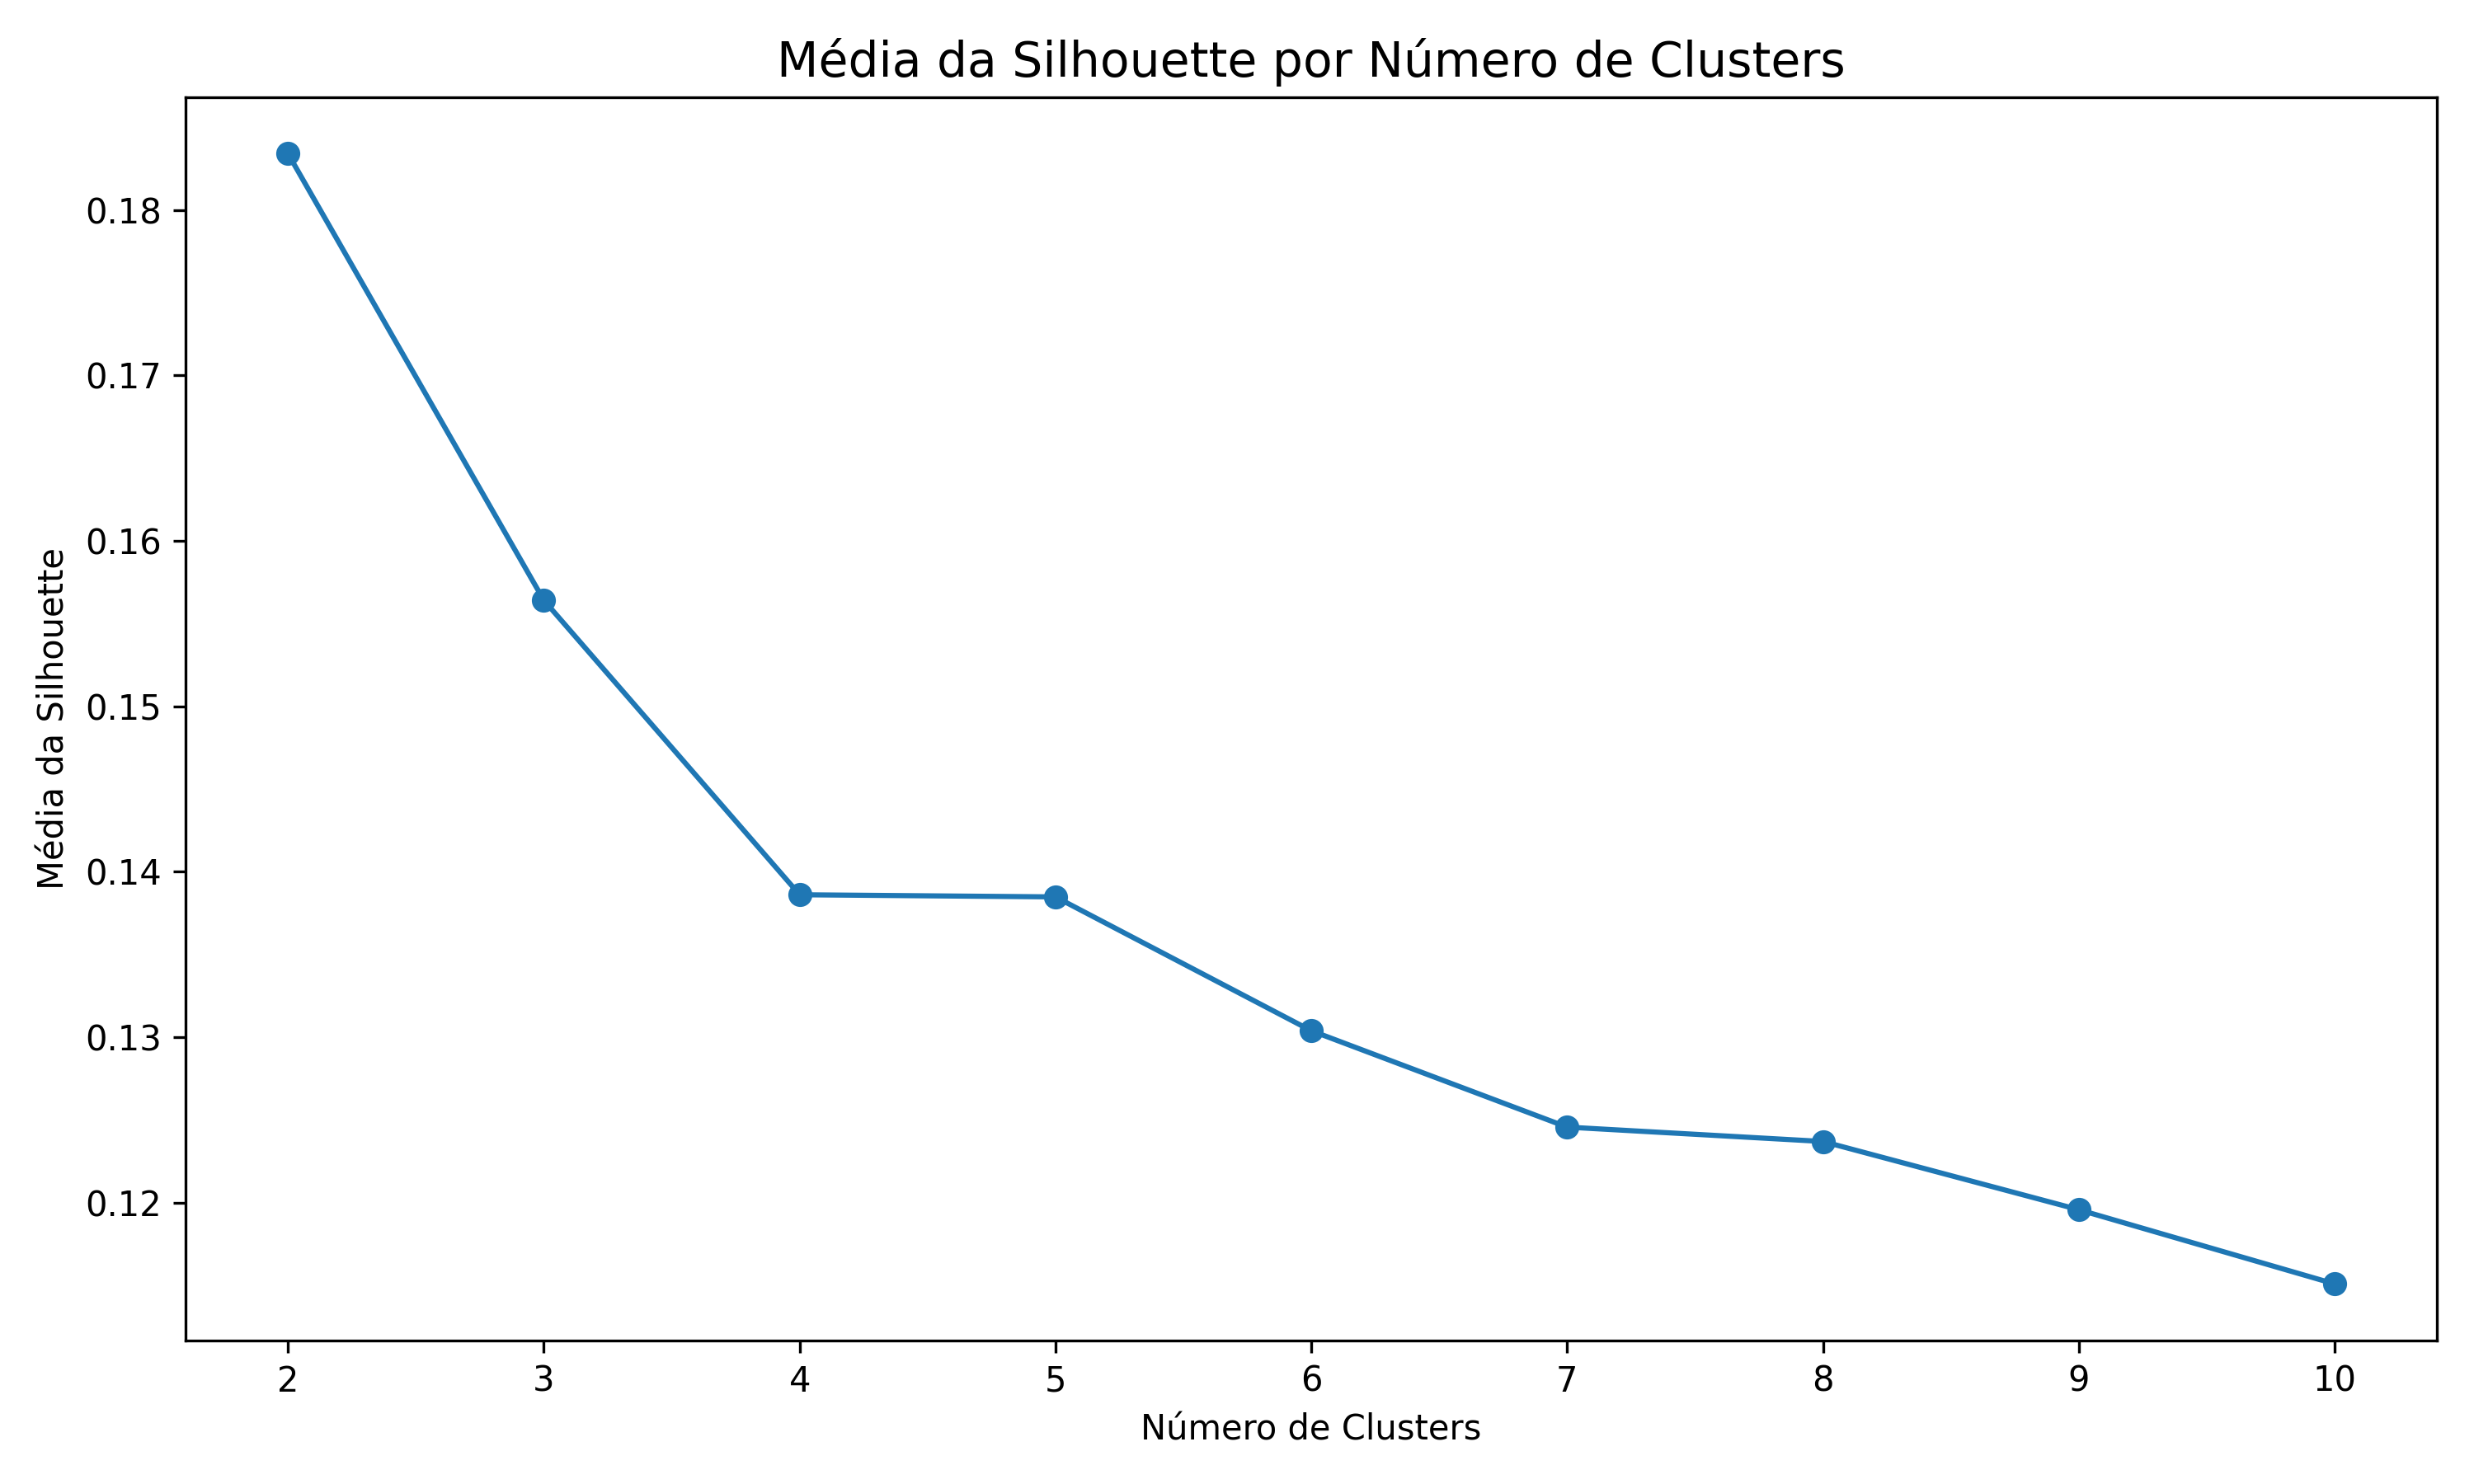 Média da Silhouette por Número de Clusters
Média da Silhouette
0.18
0.17
0.16
0.15
0.14
0.13
0.12
2 3 4 5 6 7 8 9 10
Número de Clusters